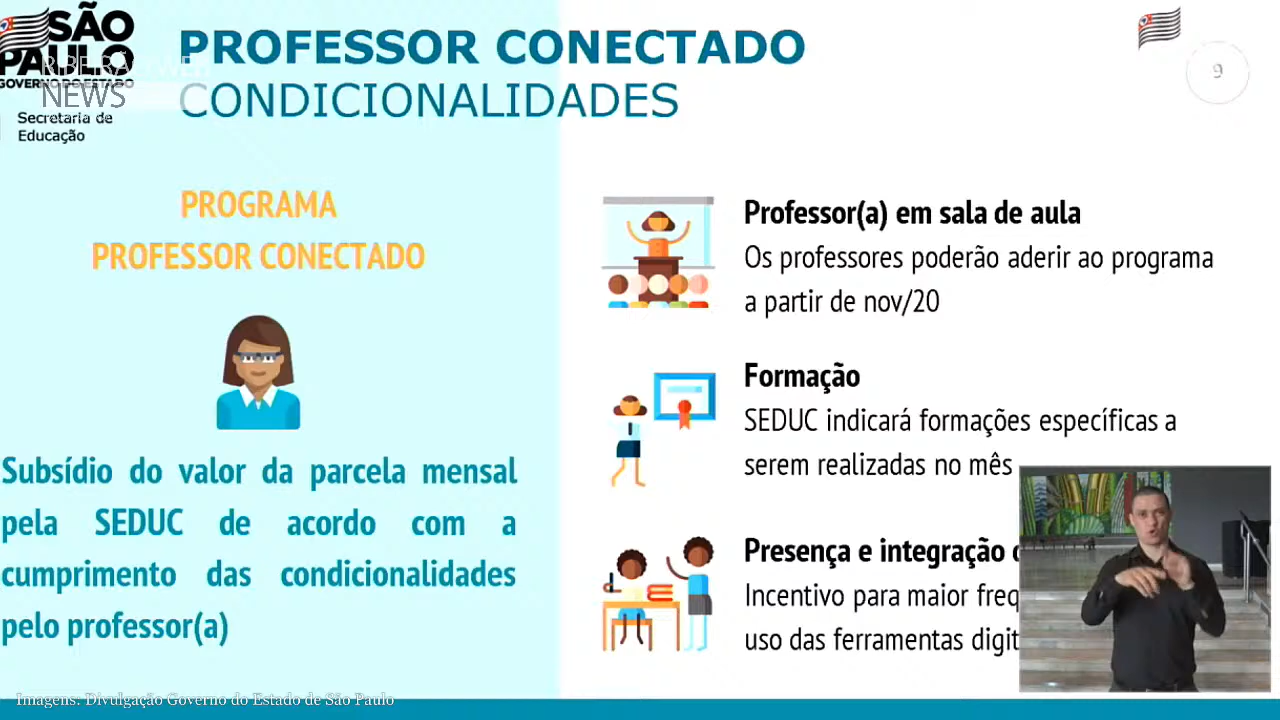 SÃO
PAULO
GOVERNO DO ESTADO
RIBEIRÃO WEB
NEWS
Secretaria de
Educação
PROFESSOR CONECTADO
CONDICIONALIDADES
9
PROGRAMA
PROFESSOR CONECTADO
Subsídio do valor da parcela mensal
pela SEDUC de acordo com a
cumprimento das condicionalidades
pelo professor(a)
Professor(a) em sala de aula
Os professores poderão aderir ao programa
a partir de nov/20
Formação
SEDUC indicará formações específicas a
serem realizadas no mês
Presença e integração
Incentivo para maior freq
uso das ferramentas digit
Imagens: Divulgação Governo do Estado de São Paulo